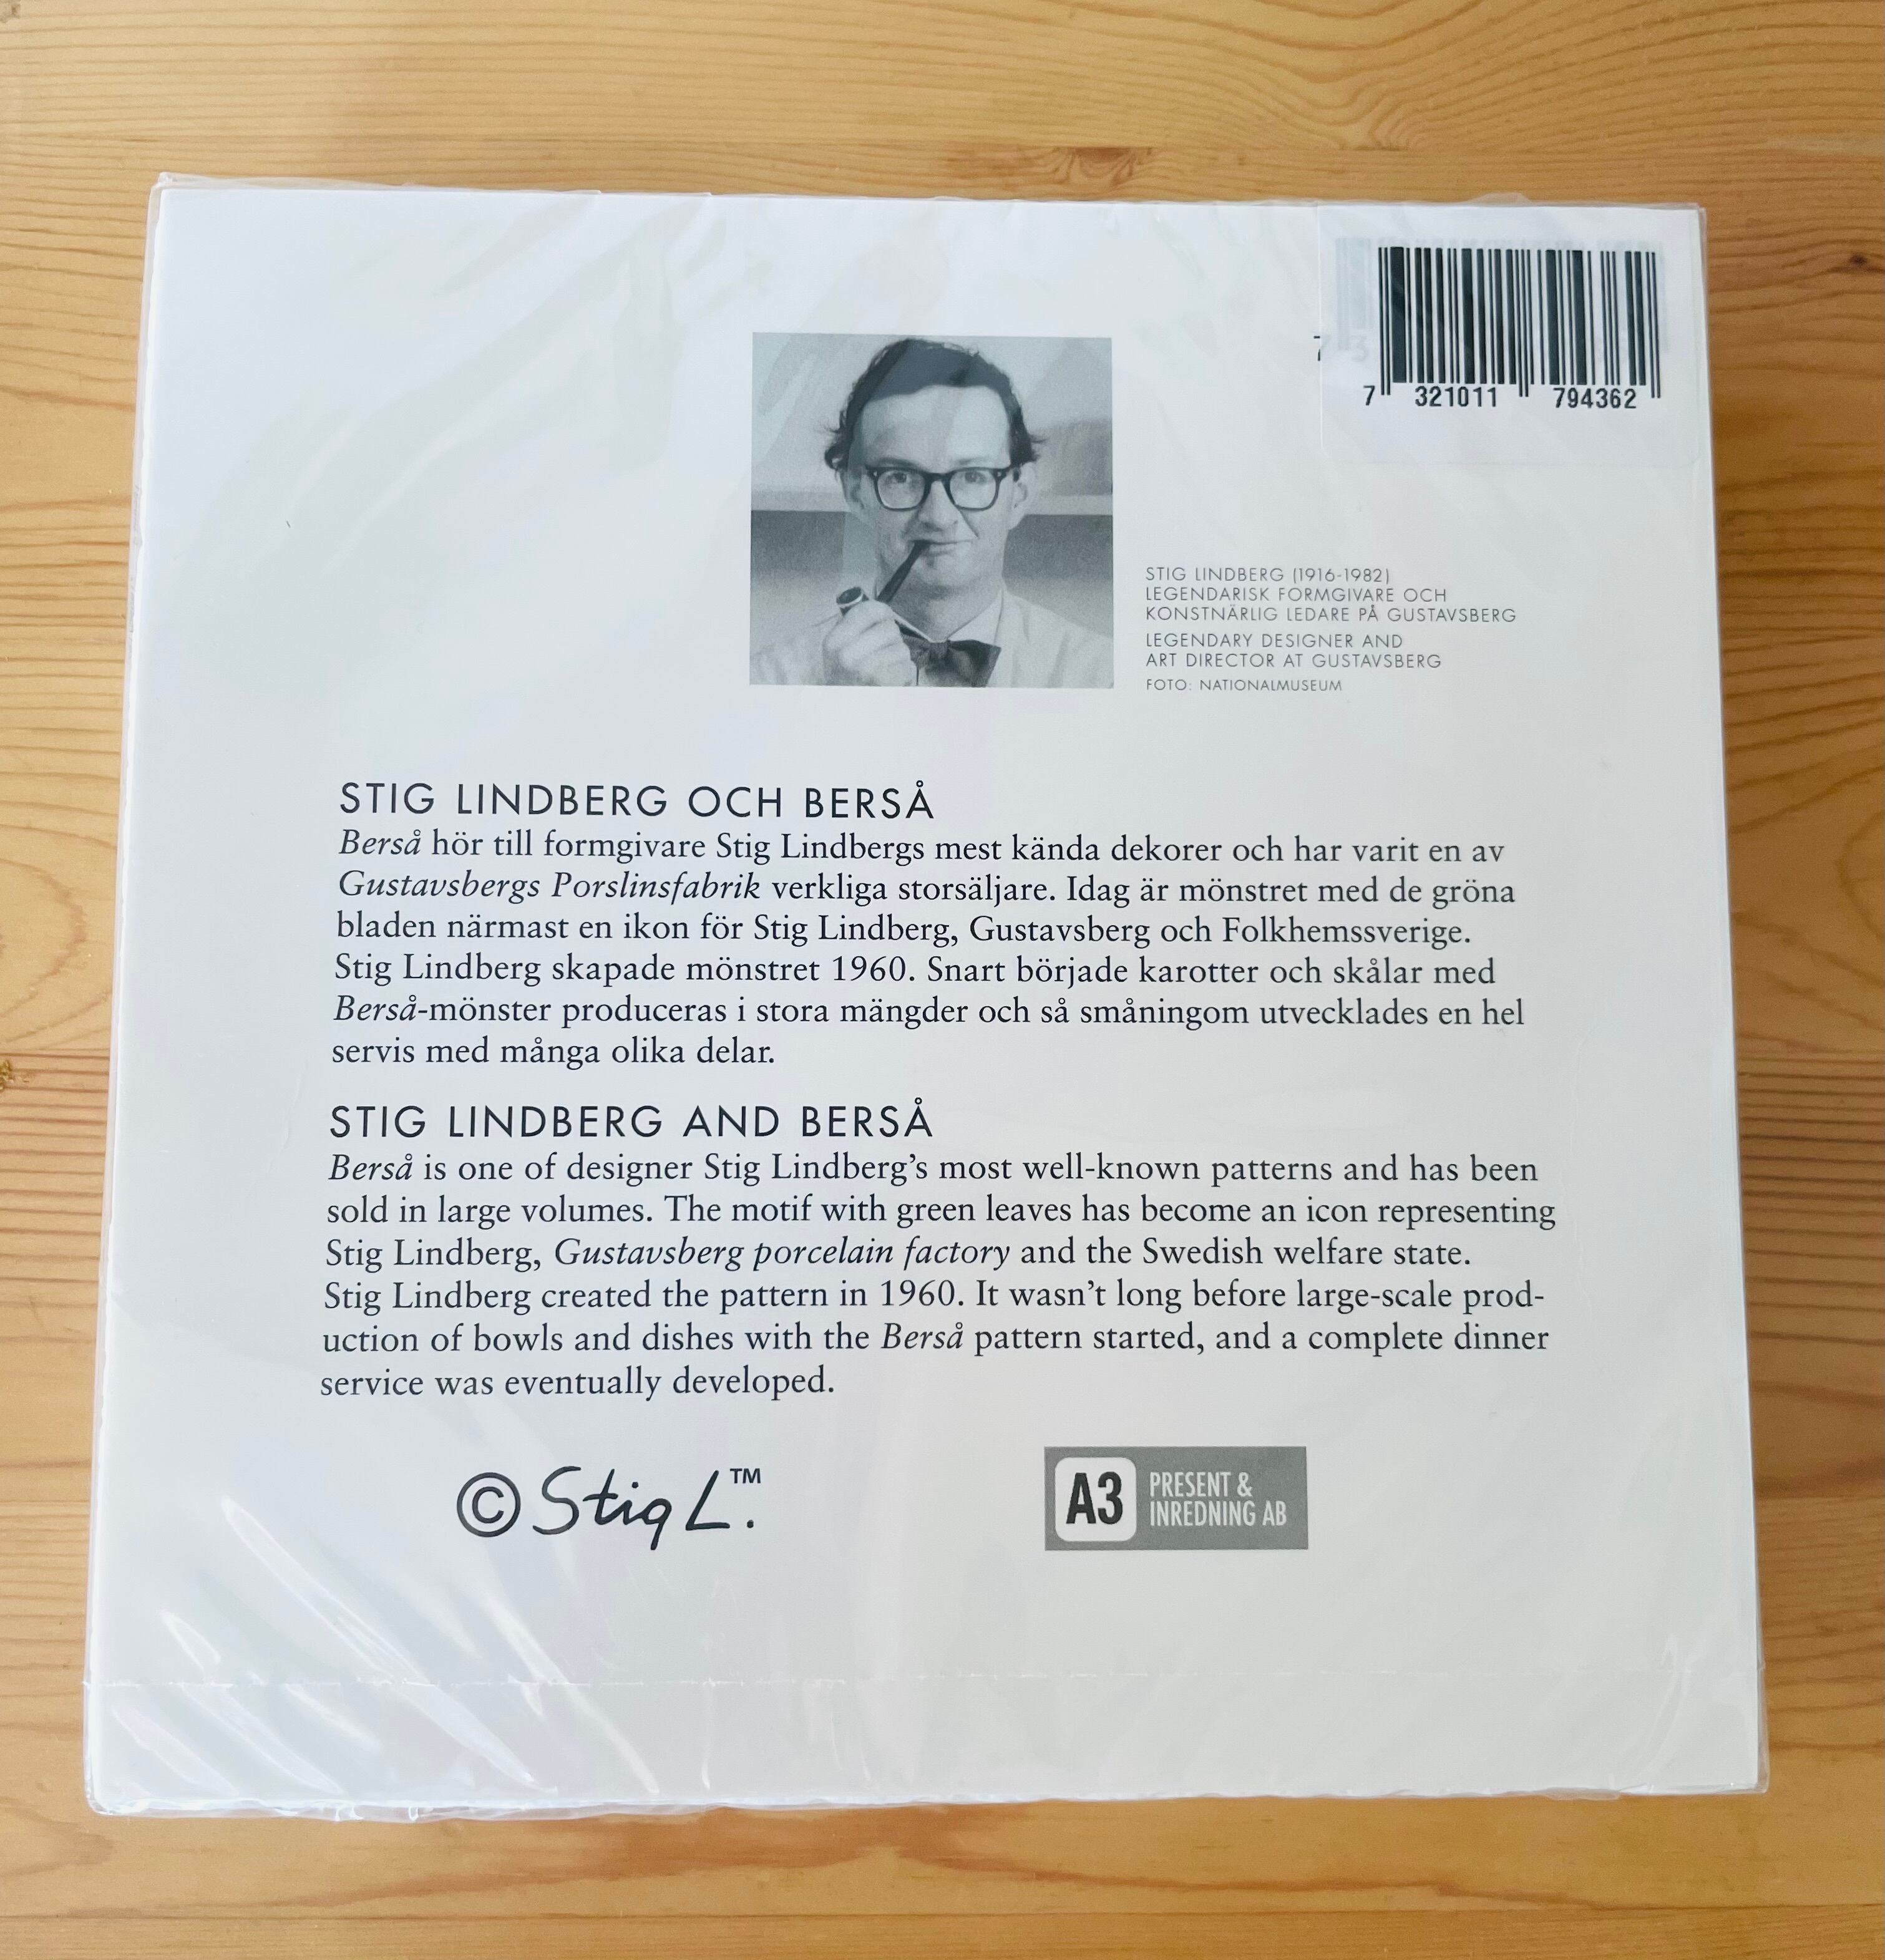 7 321011 794362
STIG LINDBERG (1916-1982)
LEGENDARISK FORMGIVARE OCH
KONSTNÄRLIG LEDARE PÅ GUSTAVSBERG
LEGENDARY DESIGNER AND
ART DIRECTOR AT GUSTAVSBERG
FOTO: NATIONALMUSEUM
STIG LINDBERG OCH BERSÅ
Berså hör till formgivare Stig Lindbergs mest kända dekorer och har varit en av
Gustavsbergs Porslinsfabrik verkliga storsäljare. Idag är mönstret med de gröna
bladen närmast en ikon för Stig Lindberg, Gustavsberg och Folkhemssverige.
Stig Lindberg skapade mönstret 1960. Snart började karotter och skålar med
Berså-mönster produceras i stora mängder och så småningom utvecklades en hel
servis med många olika delar.
STIG LINDBERG AND BERSÅ
Berså is one of designer Stig Lindberg's most well-known patterns and has been
sold in large volumes. The motif with green leaves has become an icon representing
Stig Lindberg, Gustavsberg porcelain factory and the Swedish welfare state.
Stig Lindberg created the pattern in 1960. It wasn't long before large-scale prod-
uction of bowls and dishes with the Berså pattern started, and a complete dinner
service was eventually developed.
© Stig L.™
A3 PRESENT &
INREDNING AB